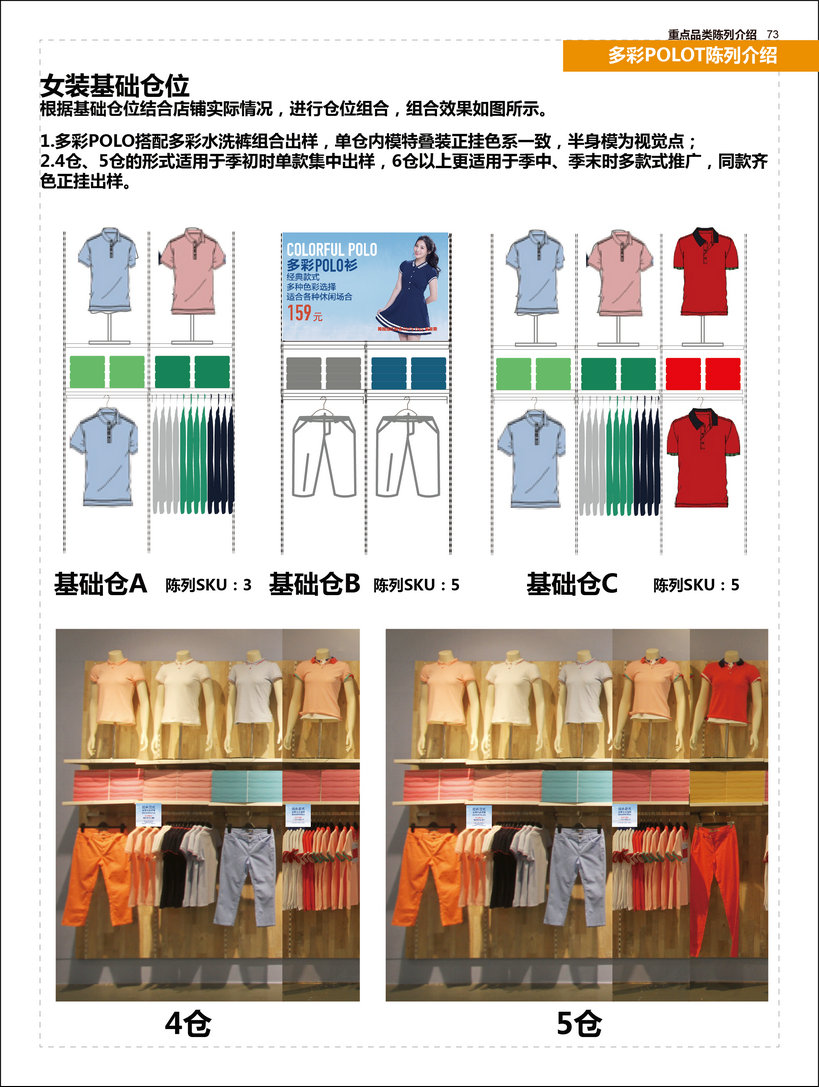 重点品类陈列介绍 73
多彩POLOT陈列介绍
女装基础仓位
根据基础仓位结合店铺实际情况，进行仓位组合，组合效果如图所示。
1.多彩POLO搭配多彩水洗裤组合出样，单仓内模特叠装正挂色系一致，半身模为视觉点；
2.4仓、5仓的形式适用于季初时单款集中出样，6仓以上更适用于季中、季末时多款式推广，同款齐
色正挂出样。
COLORFUL POLO
多彩POLO衫
经典款式
多种色彩选择
适合各种休闲场合
159元
基础仓A 陈列SKU：3
基础仓B 陈列SKU：5
基础仓C 陈列SKU：5
4仓
5仓